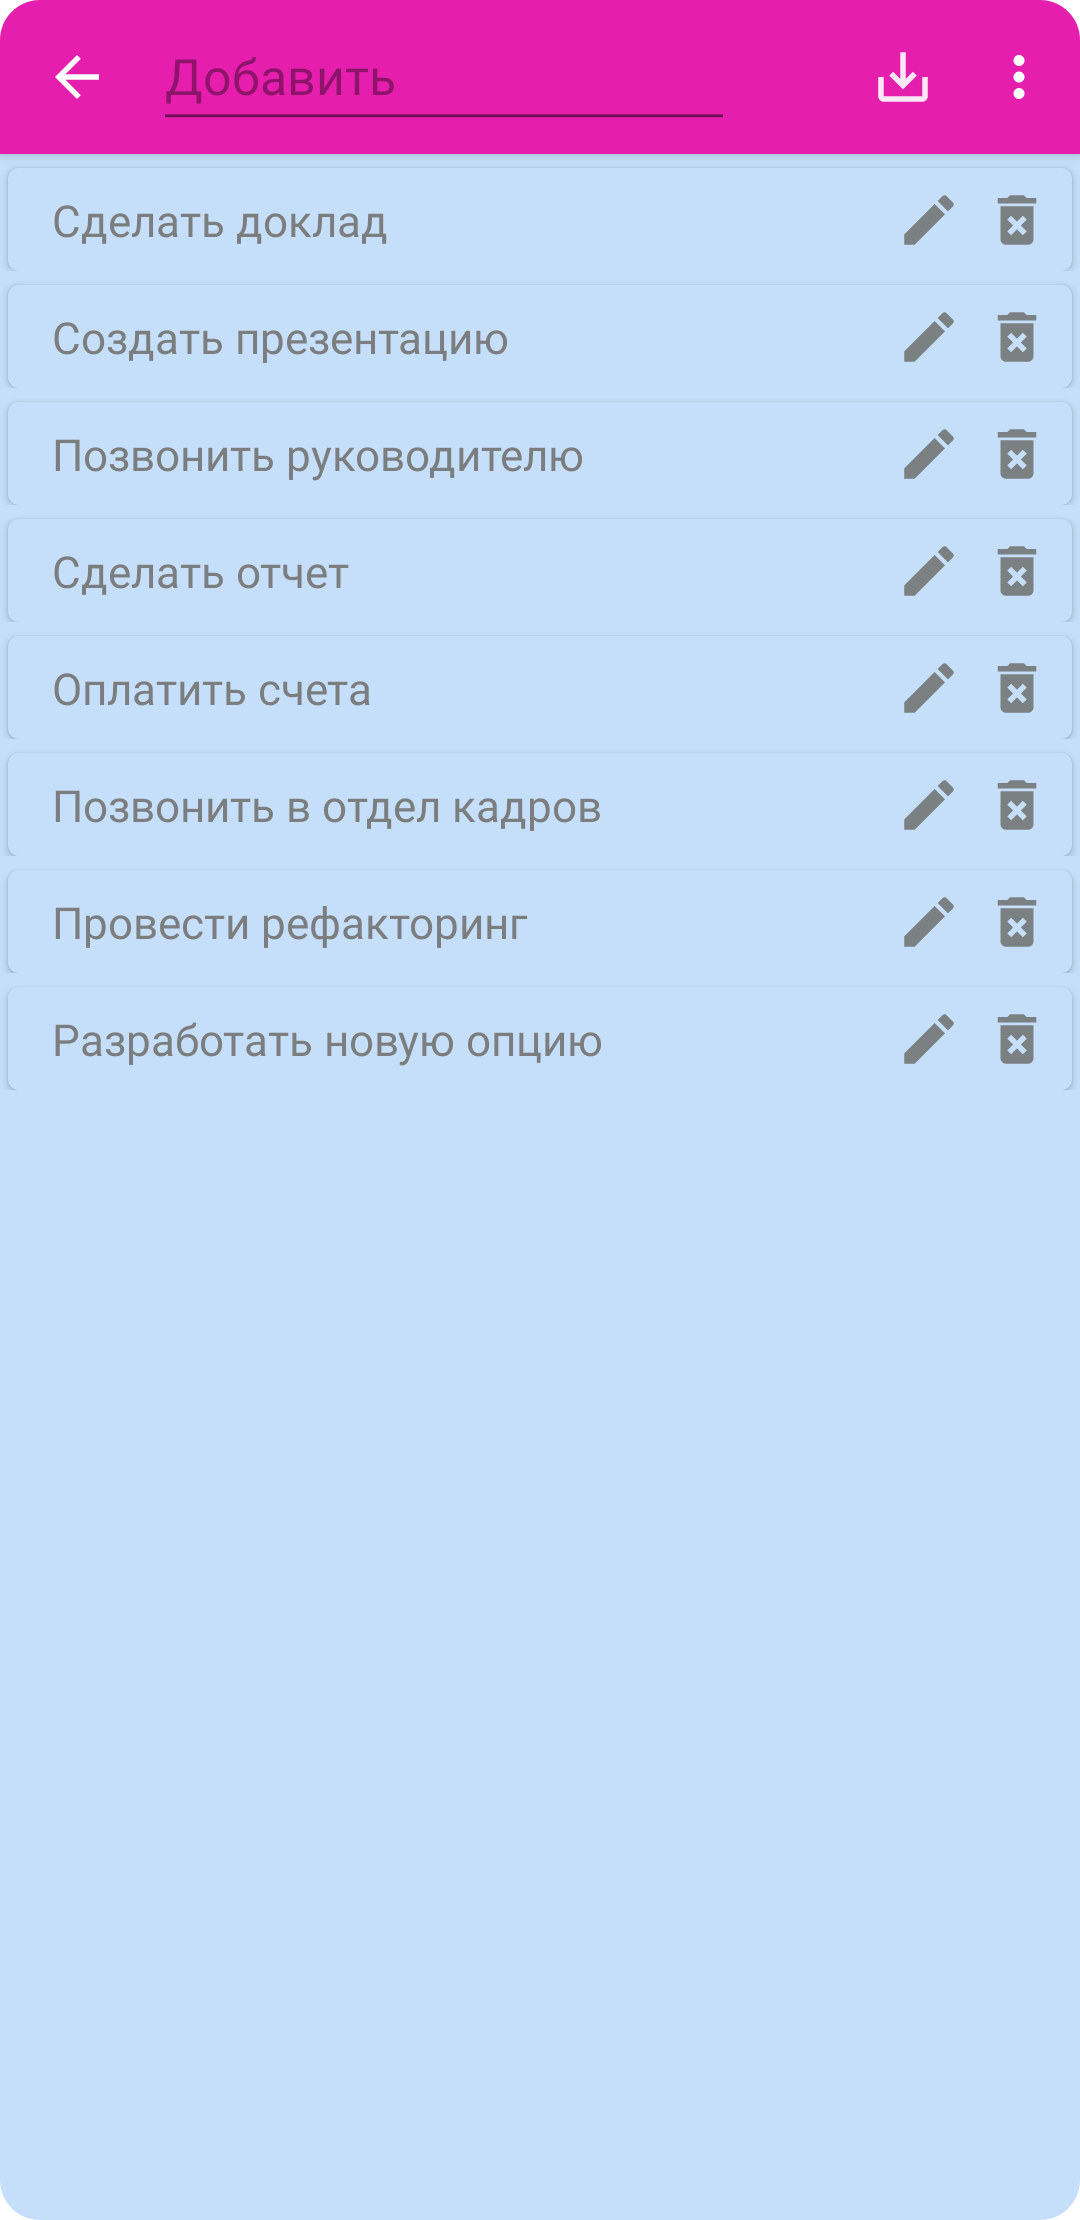 Добавить
Сделать доклад
Создать презентацию
Позвонить руководителю
Сделать отчет
Оплатить счета
Позвонить в отдел кадров
Провести рефакторинг
Разработать новую опцию